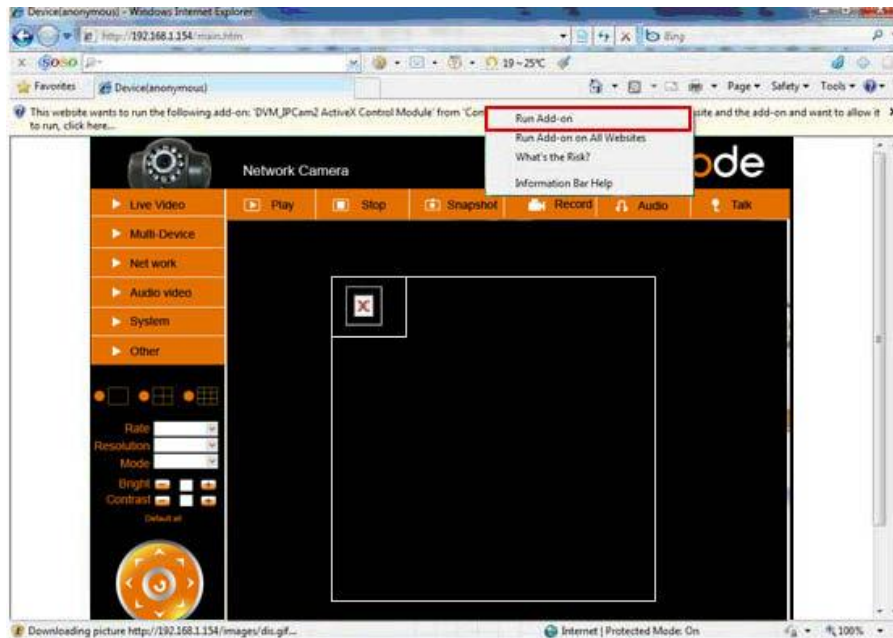 Device(anonymous) - Windows Internet Explorer
http://192.168.1.154/main.htm
Bing
SOSO
19~25℃
Favorites
Device(anonymous)
Page Safety Tools
This website wants to run the following add-on: 'DVM_IPCam2 ActiveX Control Module' from 'Con
site and the add-on and want to allow it
to run, click here...
Run Add-on
Run Add-on on All Websites
What's the Risk?
Information Bar Help
Network Camera
ode
Live Video
Play
Stop
Snapshot
Record
Audio
Talk
Multi-Device
Net work
Audio video
System
Other
Rate
Resolution
Mode
Bright
Contrast
Default all
Downloading picture http://192.168.1.154/images/dis.gif...
Internet | Protected Mode: On
100%